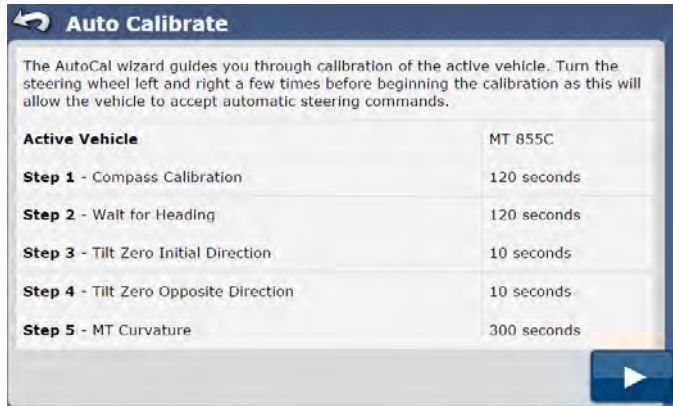 Auto Calibrate
The AutoCal wizard guides you through calibration of the active vehicle. Turn the
steering wheel left and right a few times before beginning the calibration as this will
allow the vehicle to accept automatic steering commands.
Active Vehicle MT 855C
Step 1 - Compass Calibration 120 seconds
Step 2 - Wait for Heading 120 seconds
Step 3 - Tilt Zero Initial Direction 10 seconds
Step 4 - Tilt Zero Opposite Direction 10 seconds
Step 5 - MT Curvature 300 seconds